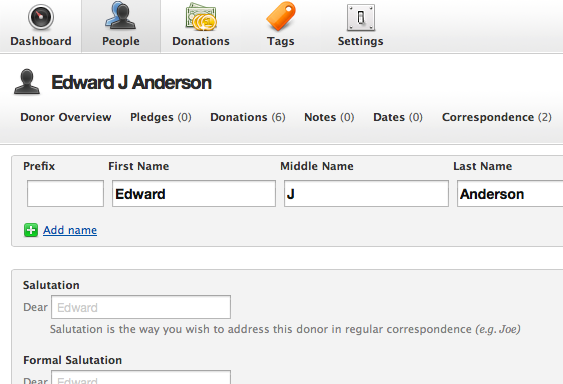 Dashboard People Donations Tags Settings
Edward J Anderson
Donor Overview Pledges (0) Donations (6) Notes (0) Dates (0) Correspondence (2)
Prefix First Name Middle Name Last Name
Edward J Anderson
Add name
Salutation
Dear Edward
Salutation is the way you wish to address this donor in regular correspondence (e.g. Joe)
Formal Salutation
Dear Edward